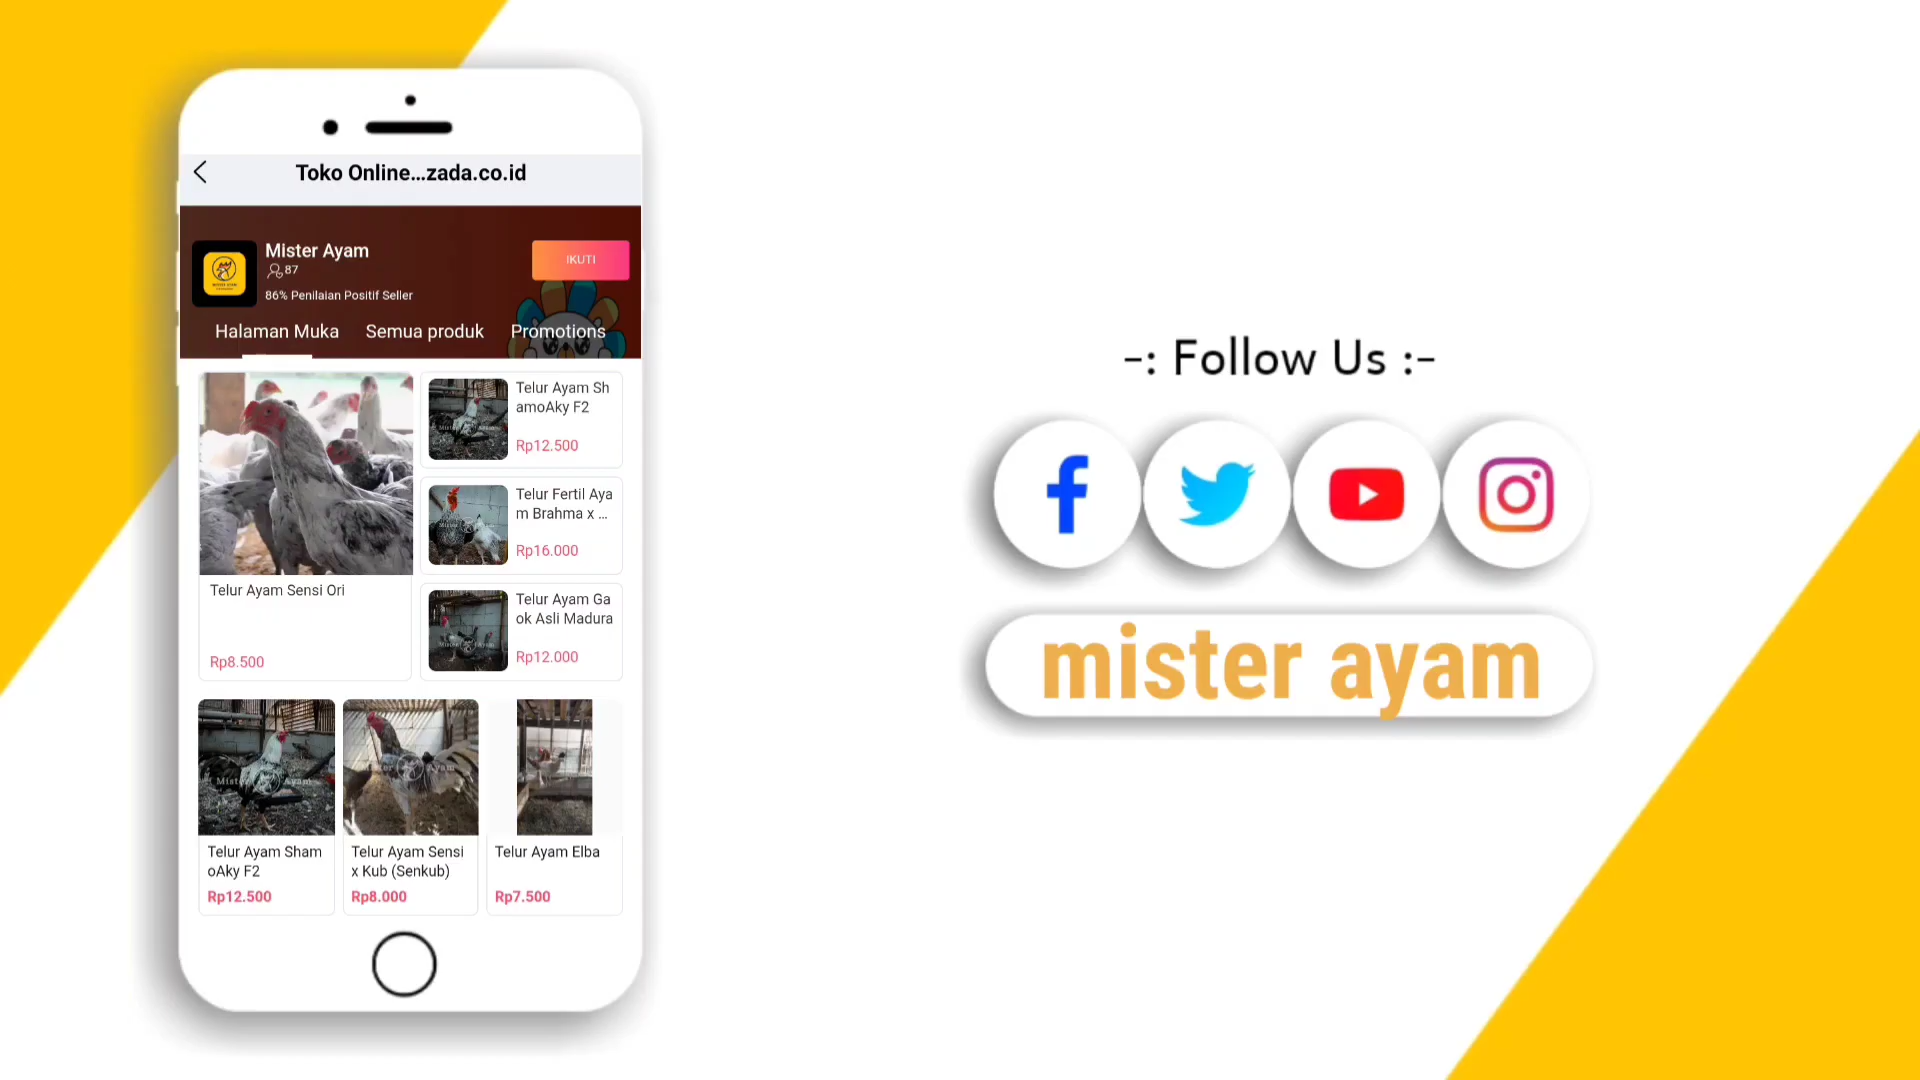 Toko Online...zada.co.id
Mister Ayam
87
86% Penilaian Positif Seller
IKUTI
Halaman Muka
Semua produk
Promotions
Telur Ayam Sensi Ori
Rp8.500
Telur Ayam Sh
amoAky F2
Rp12.500
Telur Fertil Aya
m Brahma x ...
Rp16.000
Telur Ayam Ga
ok Asli Madura
Rp12.000
Mister Ayam
Telur Ayam Sham
oAky F2
Rp12.500
Telur Ayam Sensi
x Kub (Senkub)
Rp8.000
Telur Ayam Elba
Rp7.500
-: Follow Us :-
mister ayam